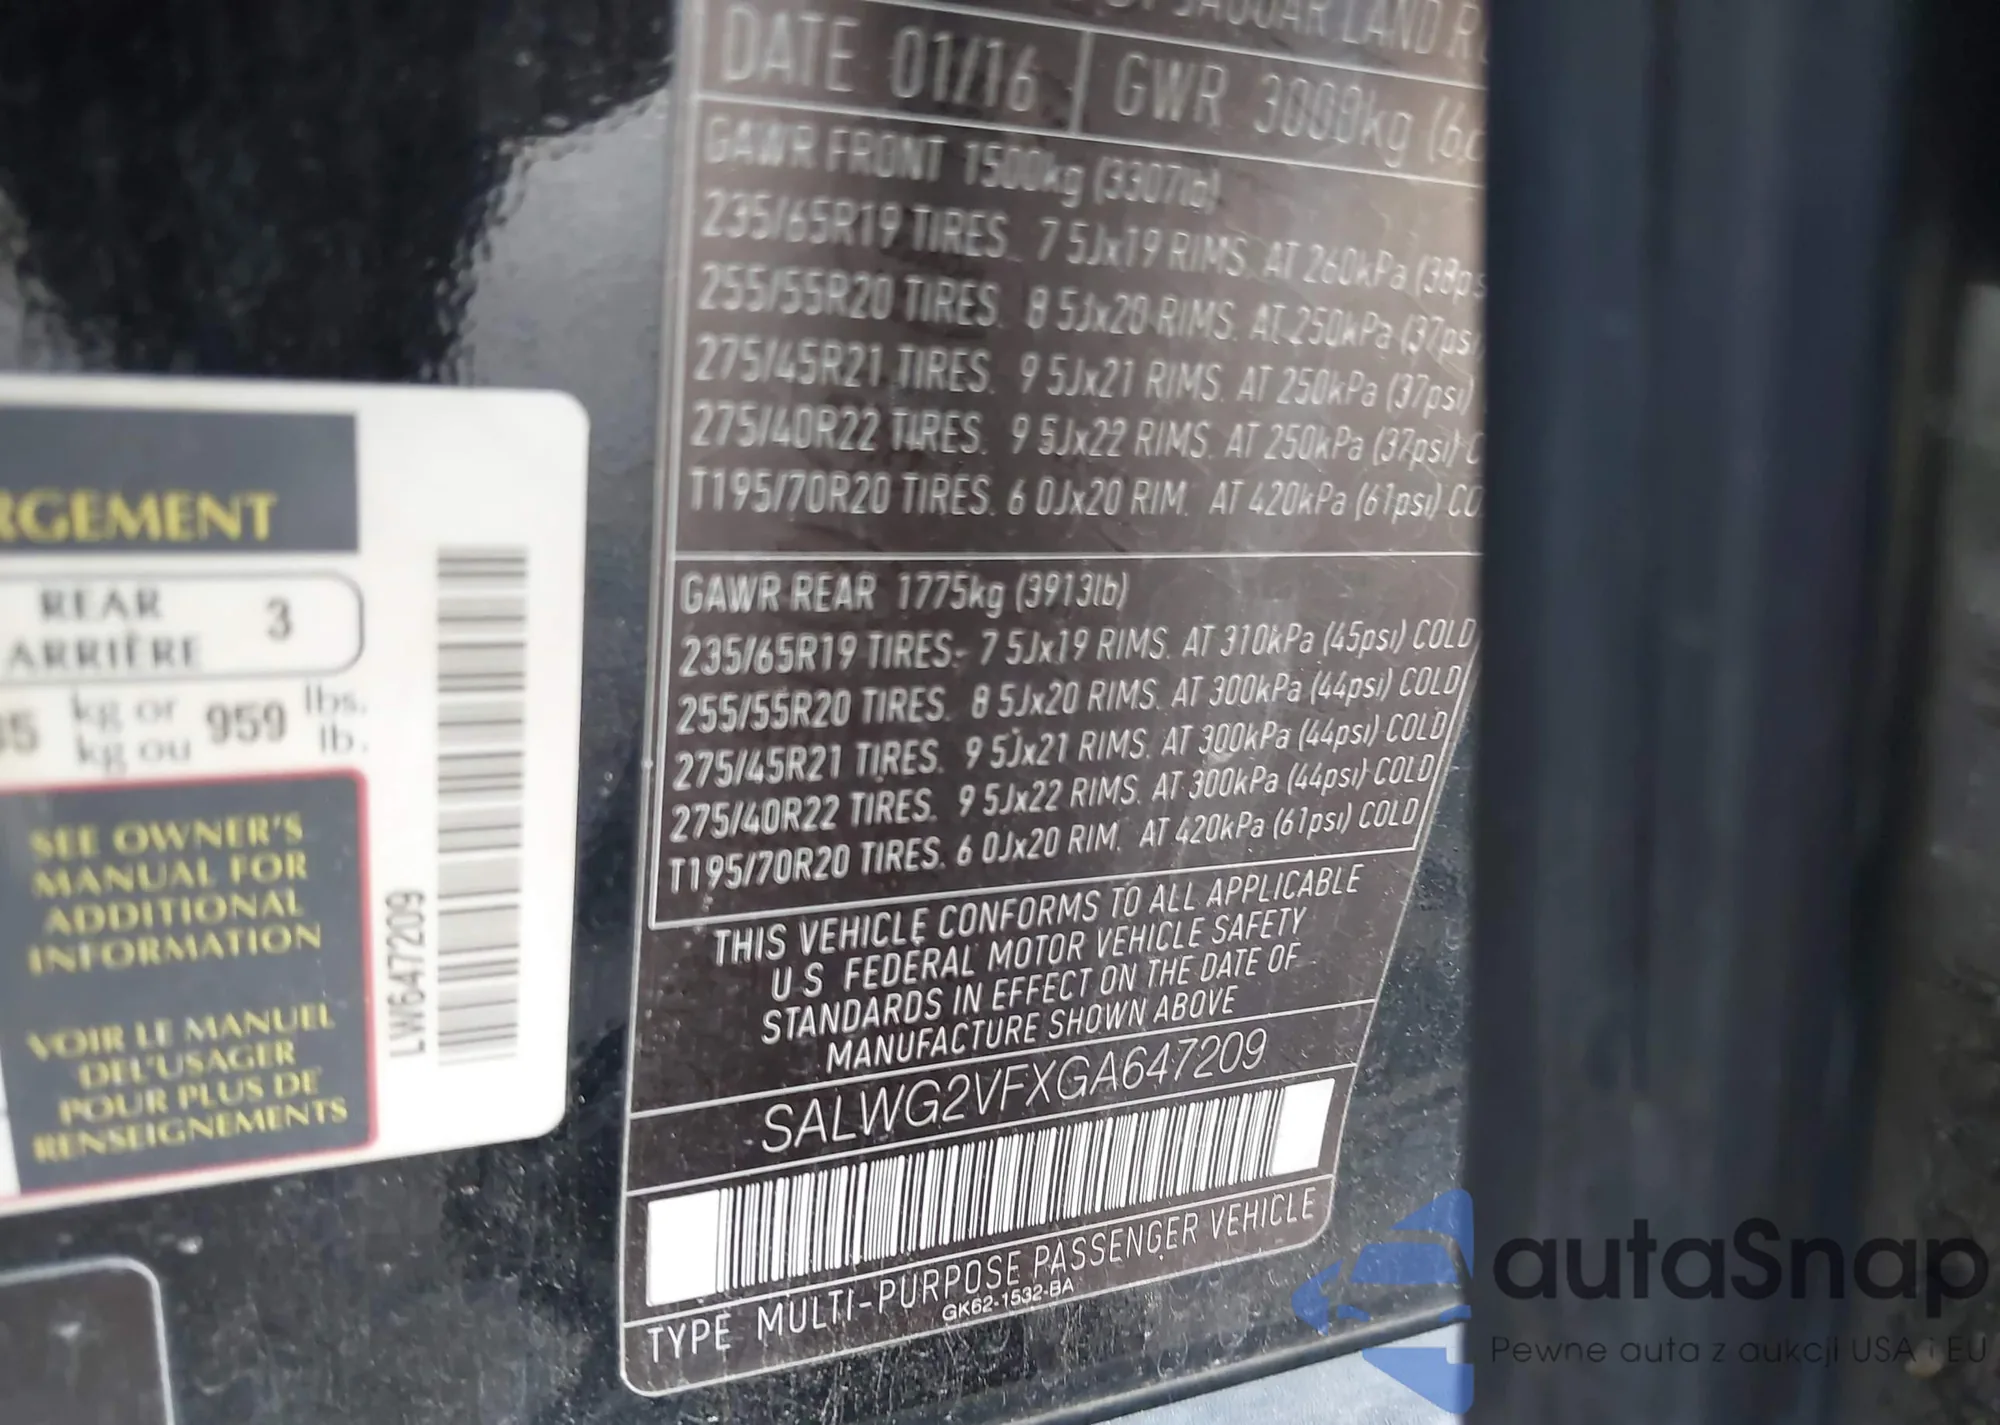 JAGUAR LAND
DATE 01/16 GWR 3000kg (6
GAWR FRONT 1500kg (3307lb)
235/65R19 TIRES. 7 5Jx19 RIMS. AT 260kPa (38ps
255/55R20 TIRES. 8 5Jx20 RIMS. AT 250kPa (37psi
275/45R21 TIRES. 9 5Jx21 RIMS. AT 250kPa (37psi)
275/40R22 TIRES. 9 5Jx22 RIMS. AT 250kPa (37psi) C
T195/70R20 TIRES. 6 0Jx20 RIM. AT 420kPa (61psi) CO
GAWR REAR 1775kg (3913lb)
235/65R19 TIRES. 7 5Jx19 RIMS. AT 310kPa (45psi) COLD
255/55R20 TIRES. 8 5Jx20 RIMS. AT 300kPa (44psi) COLD
275/45R21 TIRES. 9 5Jx21 RIMS. AT 300kPa (44psi) COLD
275/40R22 TIRES. 9 5Jx22 RIMS. AT 300kPa (44psi) COLD
T195/70R20 TIRES. 6 0Jx20 RIM. AT 420kPa (61psi) COLD
THIS VEHICLE CONFORMS TO ALL APPLICABLE
U S FEDERAL MOTOR VEHICLE SAFETY
STANDARDS IN EFFECT ON THE DATE OF
MANUFACTURE SHOWN ABOVE
SALWG2VFXGA647209
TYPE MULTI-PURPOSE PASSENGER VEHICLE
GK62-1532-BA
RGEMENT
REAR
ARRIÈRE 3
35 kg or 959 lbs.
kg ou lb.
SEE OWNER'S
MANUAL FOR
ADDITIONAL
INFORMATION
VOIR LE MANUEL
DEL'USAGER
POUR PLUS DE
RENSEIGNEMENTS
LW647209
autaSnap
Pewne auta z aukcji USA i EU